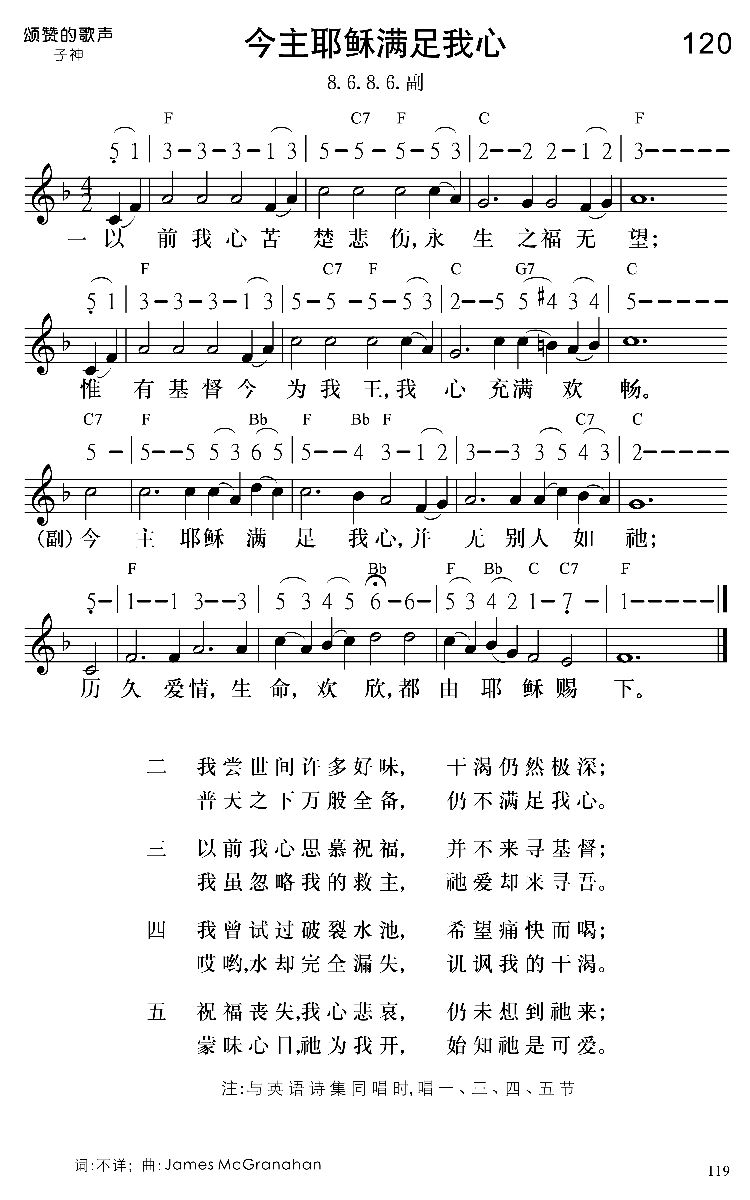 颂赞的歌声
子神
今主耶稣满足我心
120
8.6.8.6.副
F C7 F C
5 1 | 3-3-3-1 3 | 5-5-5-5 3 | 2--2 2-1 2 | 3-----
4 2
一 以 前 我 心 苦 楚 悲 伤, 永 生 之 福 无 望;
F C7 F C G7 C
5 1 | 3-3-3-1 3 | 5-5-5-5 3 | 2--5 5 #4 3 4 | 5-----
惟 有 基 督 今 为 我 王, 我 心 充 满 欢 畅。
C7 F Bb F Bb F C7 C
5- | 5--5 5 3 6 5 | 5--4 3-1 2 | 3--3 3 5 4 3 | 2----
(副) 今 主 耶 稣 满 足 我 心, 并 无 别 人 如 祂;
F Bb F Bb C C7 F
5- | 1--1 3--3 | 5 3 4 5 6-6- | 5 3 4 2 1-7- | 1-----
历 久 爱 情, 生 命, 欢 欣, 都 由 耶 稣 赐 下。
二 我尝世间许多好味, 干渴仍然极深;
普天之下万般全备, 仍不满足我心。
三 以前我心思慕祝福, 并不来寻基督;
我虽忽略我的救主, 祂爱却来寻吾。
四 我曾试过破裂水池, 希望痛快而喝;
哎哟,水却完全漏失, 讥讽我的干渴。
五 祝福丧失,我心悲哀, 仍未想到祂来;
蒙昧心目,祂为我开, 始知祂是可爱。
注:与英语诗集同唱时,唱一、三、四、五节
词:不详; 曲:James McGranahan
119